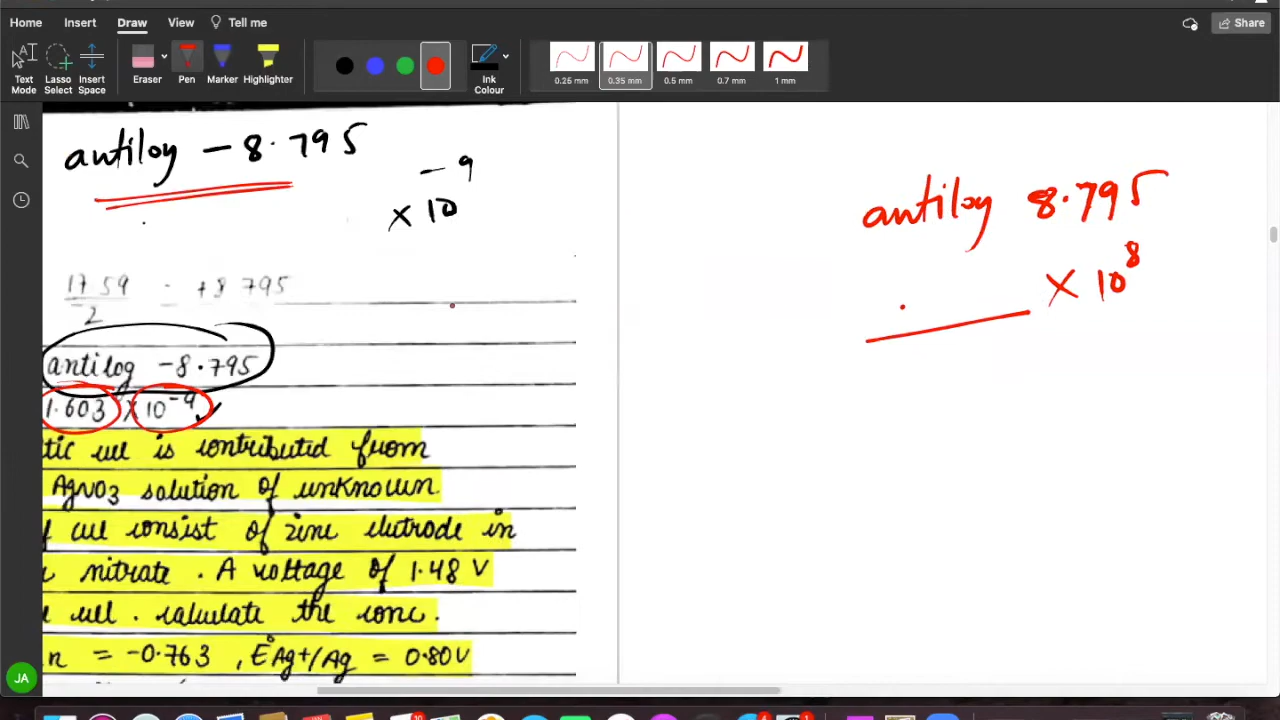 Home Insert Draw View Tell me Share
Text Mode Lasso Select Insert Space Eraser Pen Marker Highlighter Ink Colour 0.25 mm 0.35 mm 0.5 mm 0.7 mm 1 mm
antilog - 8.795
× 10 -9
17.59 +8 795
2
antilog -8.795
1.603 × 10-9
tic cell is contributed from
AgNO3 solution of unknown
f cell consist of zinc eletrode in
nitrate . A voltage of 1.48 V
e cell . calculate the conc.
n = -0.763 , E°Ag+/Ag = 0.80V
antilog 8.795
× 10 8
JA